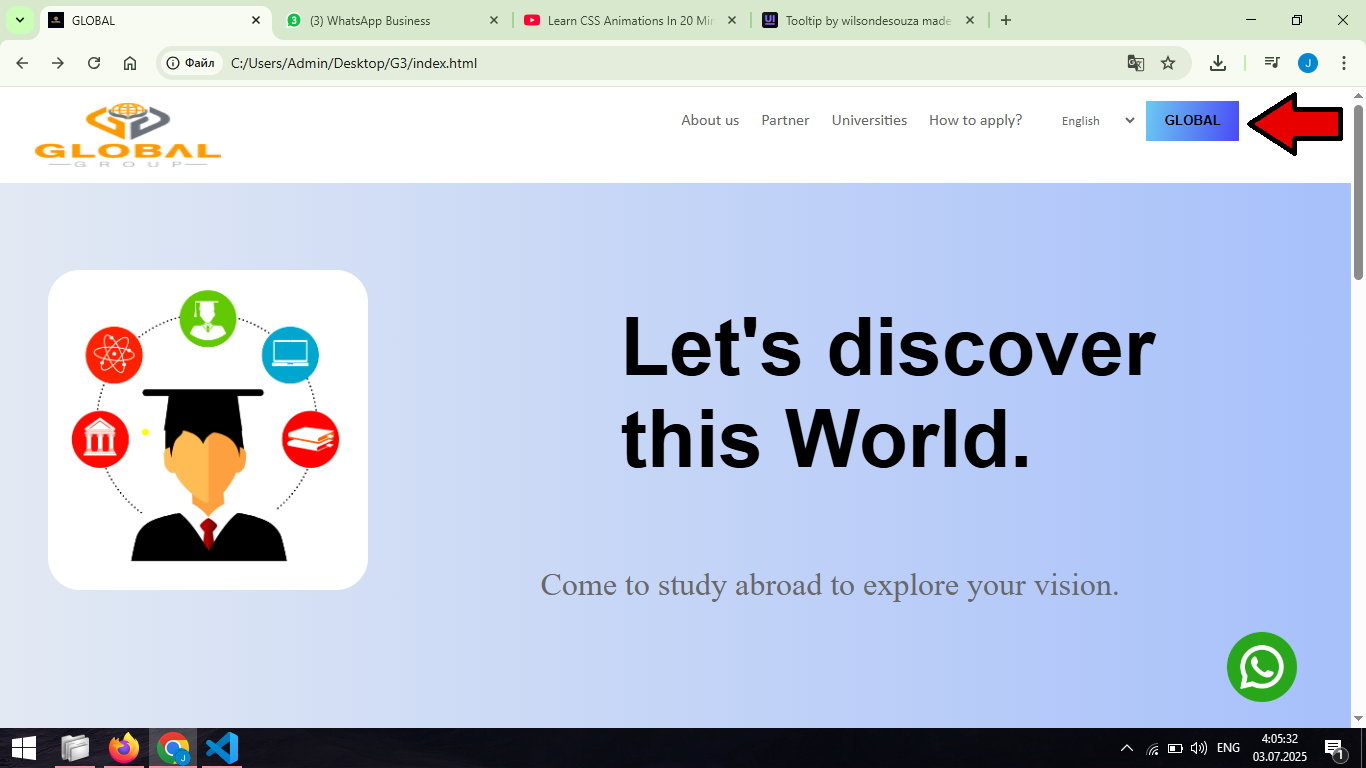 GLOBAL
(3) WhatsApp Business
Learn CSS Animations In 20 Min
Tooltip by wilsondesouza made
Файл
C:/Users/Admin/Desktop/G3/index.html
J
GLOBAL
GROUP
About us
Partner
Universities
How to apply?
English
GLOBAL
Let's discover
this World.
Come to study abroad to explore your vision.
ENG
4:05:32
03.07.2025
1